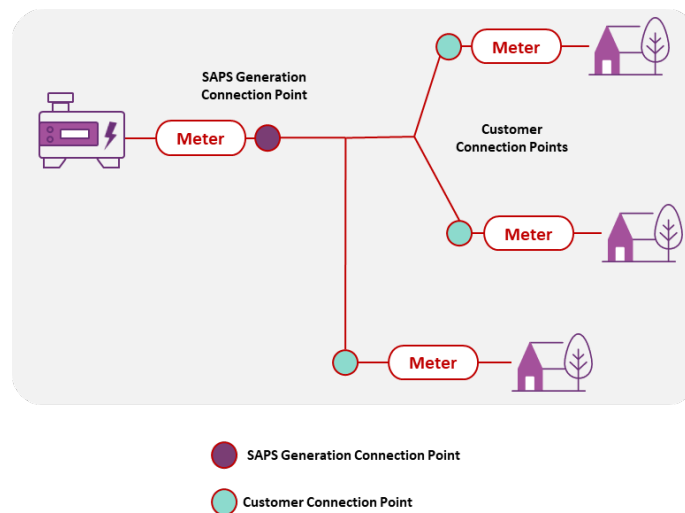 Meter
SAPS Generation
Connection Point
Meter
Customer
Connection Points
Meter
Meter
SAPS Generation Connection Point
Customer Connection Point